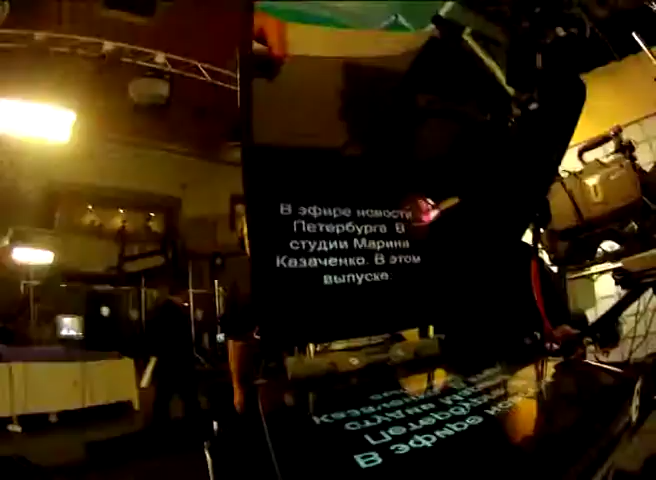 В эфире новости
Петербурга В
студии Марина
Казаченко. В этом
выпуске.